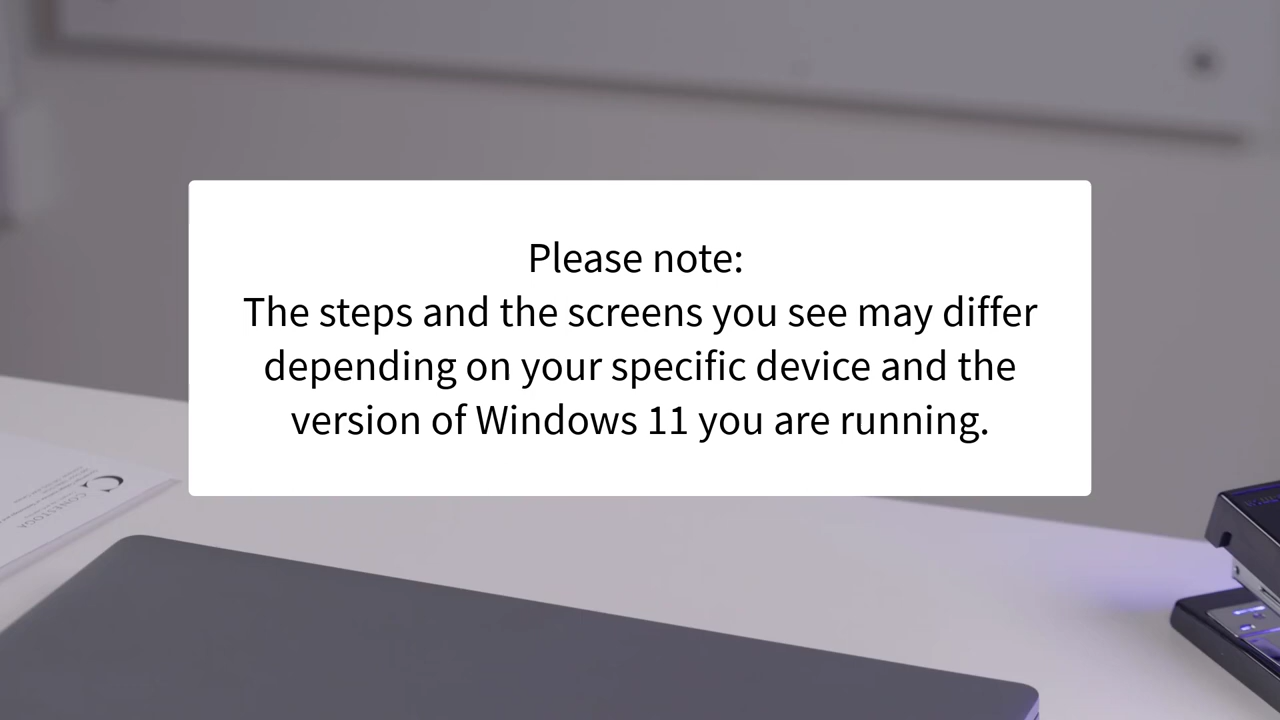 Please note:
The steps and the screens you see may differ
depending on your specific device and the
version of Windows 11 you are running.
CONESTOGA